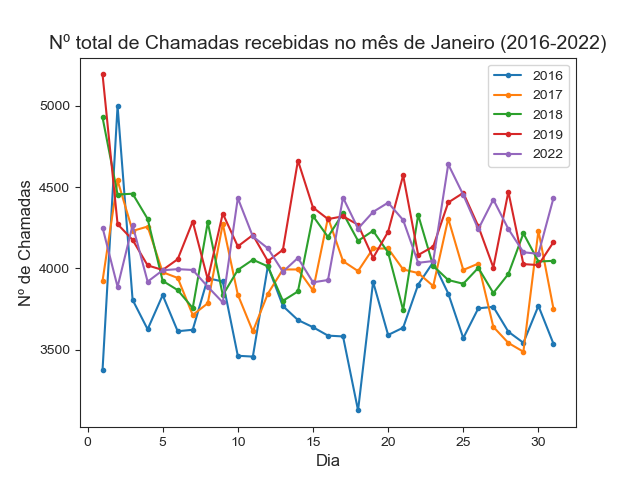 Nº total de Chamadas recebidas no mês de Janeiro (2016-2022)
2016
2017
2018
2019
2022
5000
4500
4000
3500
Nº de Chamadas
0 5 10 15 20 25 30
Dia